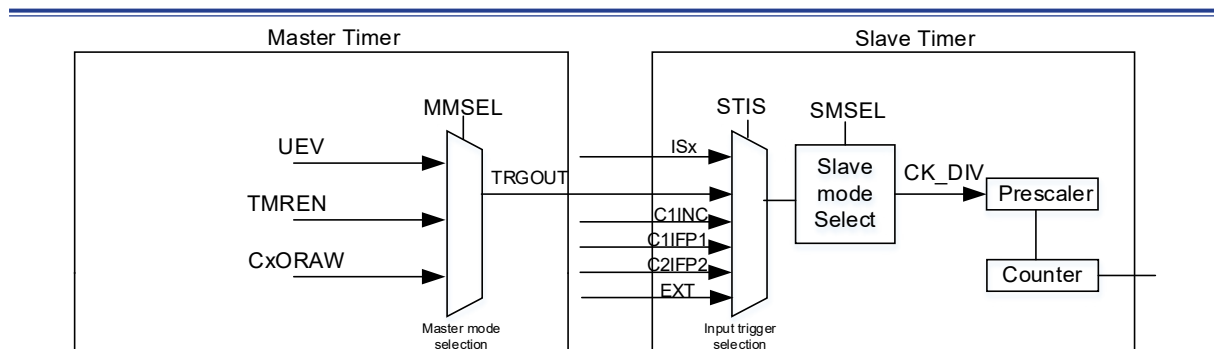 Master Timer
Slave Timer
MMSEL
STIS
SMSEL
UEV
ISx
TRGOUT
Slave
mode
Select
CK_DIV
Prescaler
TMREN
C1INC
C1IFP1
CxORAW
C2IFP2
EXT
Counter
Master mode
selection
Input trigger
selection